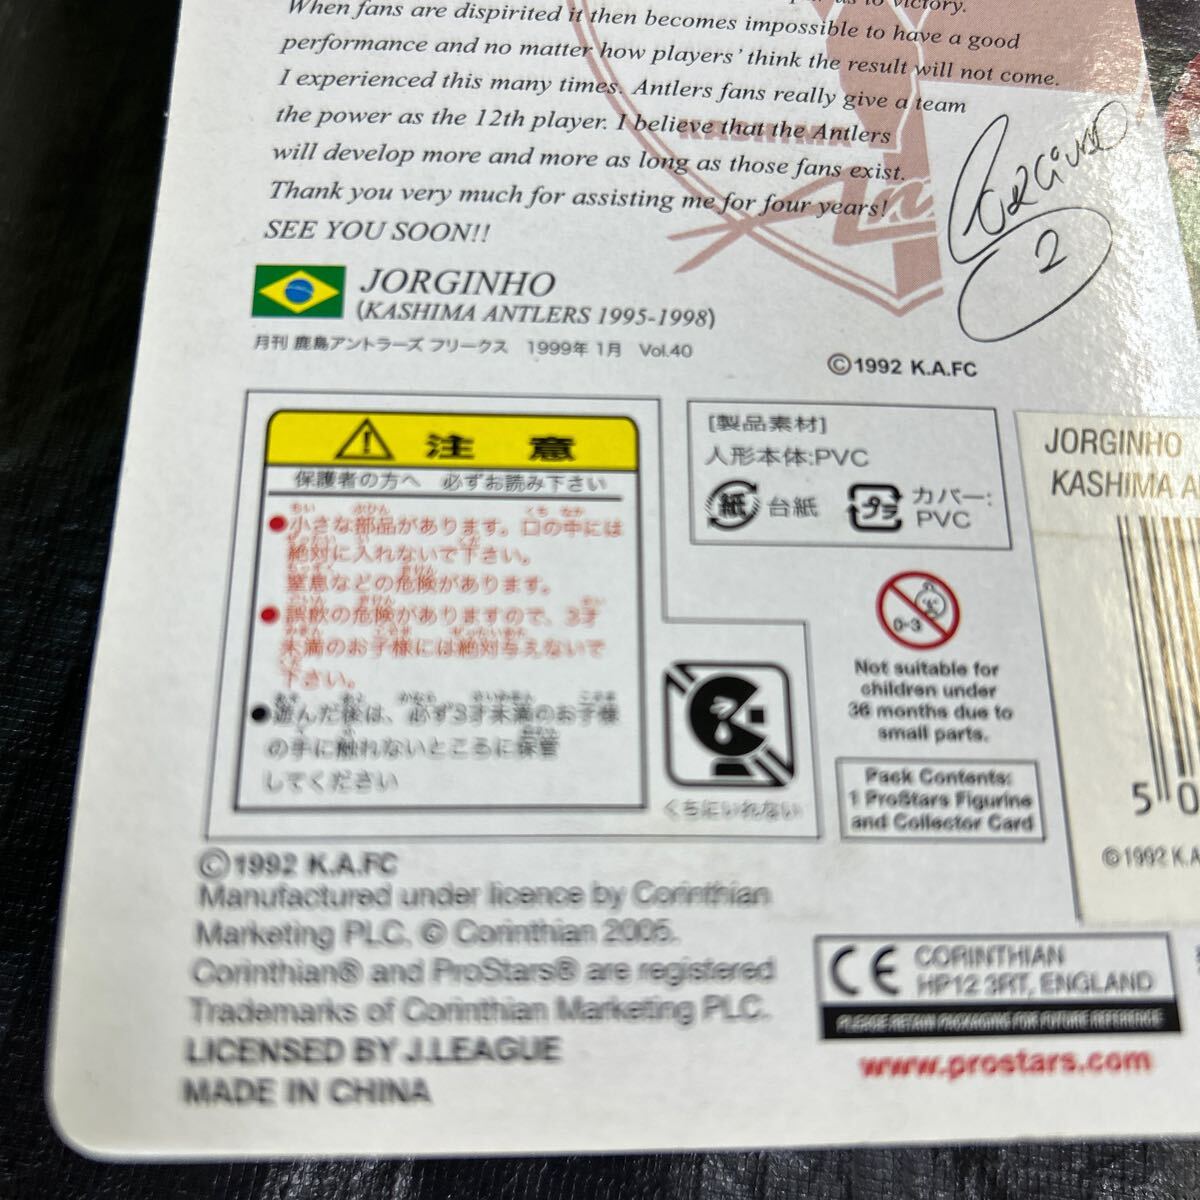 us to victory.
When fans are dispirited it then becomes impossible to have a good
performance and no matter how players' think the result will not come.
I experienced this many times. Antlers fans really give a team
the power as the 12th player. I believe that the Antlers
will develop more and more as long as those fans exist.
Thank you very much for assisting me for four years!
SEE YOU SOON!!
KASHIMA
2
JORGINHO
(KASHIMA ANTLERS 1995-1998)
月刊 鹿島アントラーズ フリークス 1999年 1月 Vol.40
©1992 K.A.FC
注 意
保護者の方へ 必ずお読み下さい
●小さな部品があります。口の中には
絶対に入れないで下さい。
窒息などの危険があります。
●誤飲の危険がありますので、3才
未満のお子様には絶対与えないで
下さい。
●遊んだ後は、必ず3才未満のお子様
の手に触れないところに保管
してください
くちにいれない
[製品素材]
人形本体:PVC
紙 台紙
プラ カバー:
PVC
0-3
Not suitable for
children under
36 months due to
small parts.
Pack Contents:
1 ProStars Figurine
and Collector Card
JORGINHO
KASHIMA A
5 0
©1992 K.A
©1992 K.A.FC
Manufactured under licence by Corinthian
Marketing PLC. © Corinthian 2005.
Corinthian® and ProStars® are registered
Trademarks of Corinthian Marketing PLC.
LICENSED BY J.LEAGUE
MADE IN CHINA
CE CORINTHIAN
HP12 3RT, ENGLAND
PLEASE RETAIN PACKAGING FOR FUTURE REFERENCE
www.prostars.com